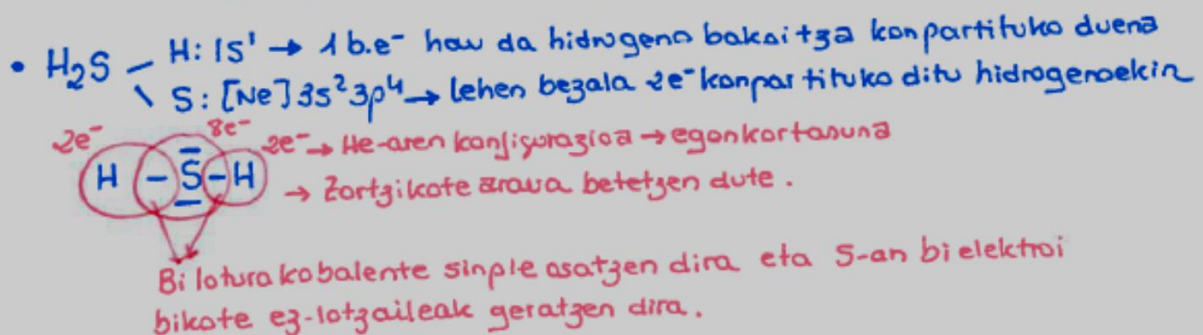 • H₂S - H: 1s¹ → 1 b.e⁻ hau da hidrogeno bakoitza konpartituko duena
\ S: [Ne] 3s² 3p⁴ → lehen bezala 2e⁻ konpartituko ditu hidrogenoekin
2e⁻ 8e⁻ 2e⁻ → He-aren konfigurazioa → egonkortasuna
H - S - H → Zortzikote araua betetzen dute.
Bi lotura kobalente sinple osatzen dira eta S-an bi elektroi
bikote ez-lotzaileak geratzen dira.